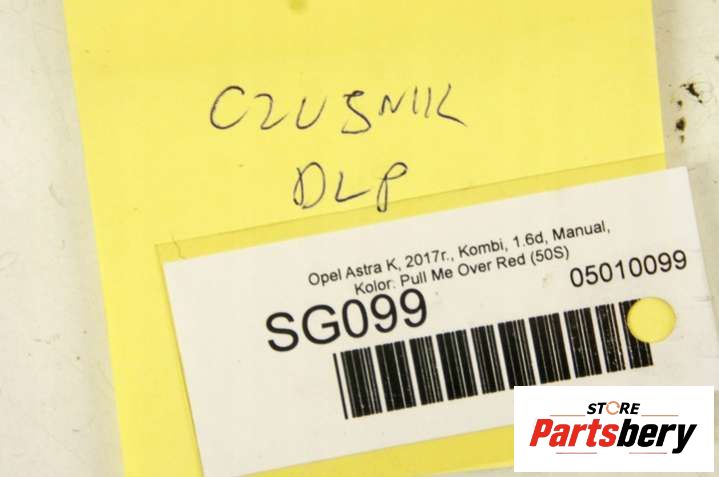 CZUJNIK
DLP
Opel Astra K, 2017r., Kombi, 1.6d, Manual,
Kolor: Pull Me Over Red (50S)
SG099
05010099
STORE
Partsbery